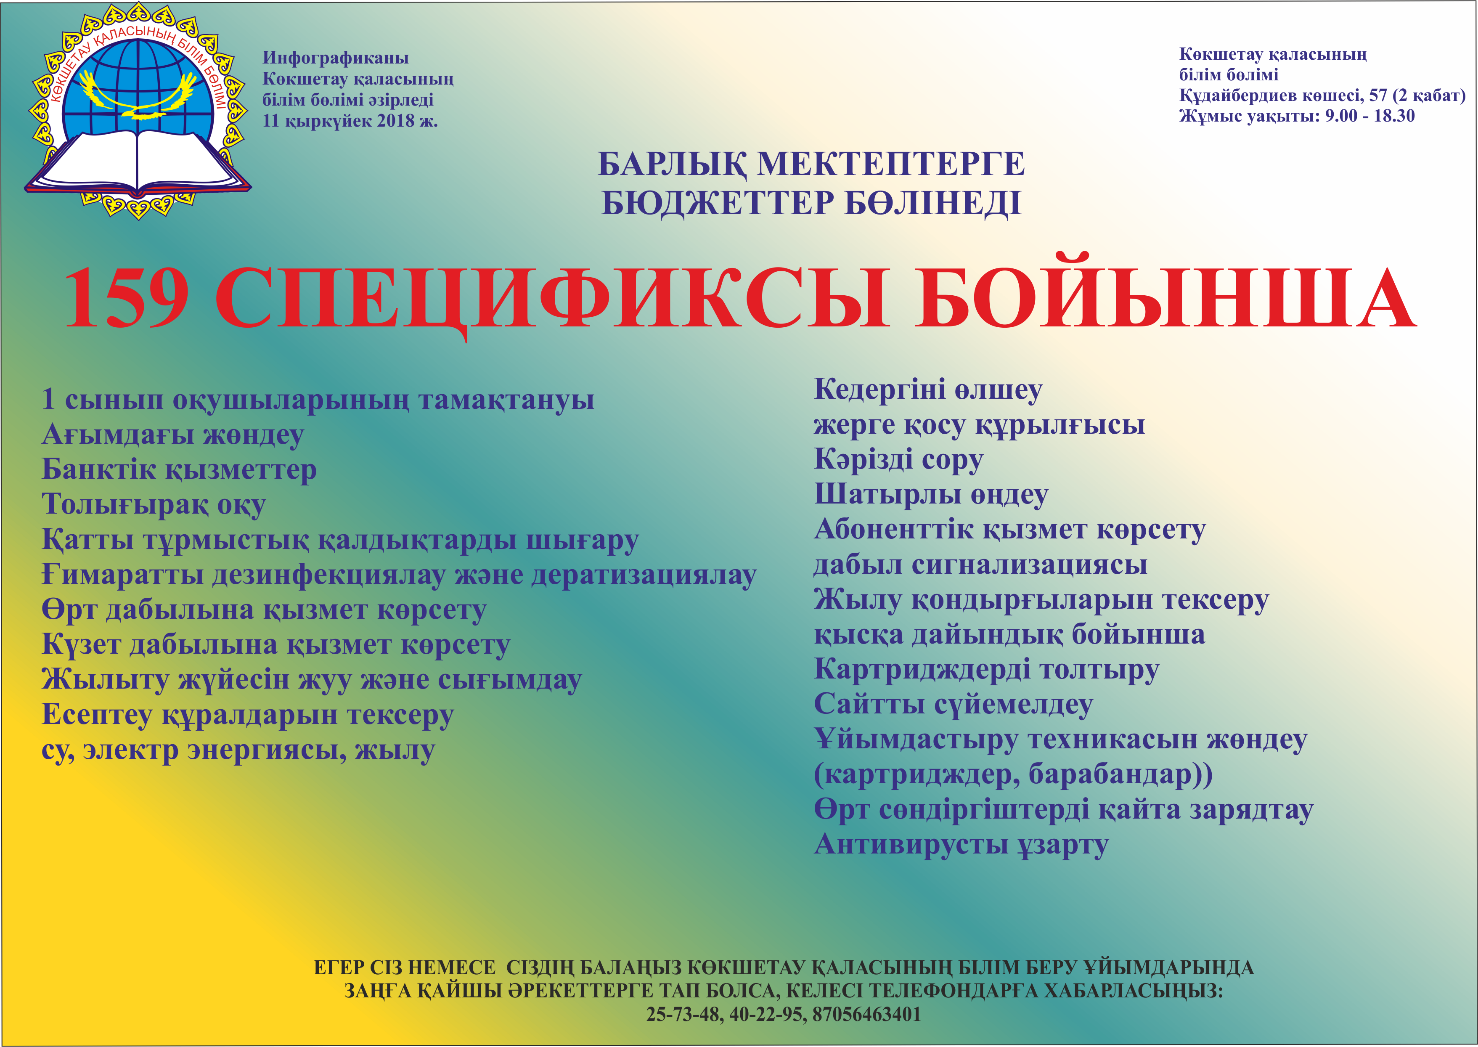 КӨКШЕТАУ ҚАЛАСЫНЫҢ БІЛІМ БӨЛІМІ
Инфографиканы
Көкшетау қаласының
білім бөлімі әзірледі
11 қыркүйек 2018 ж.
Көкшетау қаласының
білім бөлімі
Құдайбердиев көшесі, 57 (2 қабат)
Жұмыс уақыты: 9.00 - 18.30
БАРЛЫҚ МЕКТЕПТЕРГЕ
БЮДЖЕТТЕР БӨЛІНЕДІ
159 СПЕЦИФИКСЫ БОЙЫНША
1 сынып оқушыларының тамақтануы
Ағымдағы жөндеу
Банктік қызметтер
Толығырақ оқу
Қатты тұрмыстық қалдықтарды шығару
Ғимаратты дезинфекциялау және дератизациялау
Өрт дабылына қызмет көрсету
Күзет дабылына қызмет көрсету
Жылыту жүйесін жуу және сығымдау
Есептеу құралдарын тексеру
су, электр энергиясы, жылу
Кедергіні өлшеу
жерге қосу құрылғысы
Кәрізді сору
Шатырлы өңдеу
Абоненттік қызмет көрсету
дабыл сигнализациясы
Жылу қондырғыларын тексеру
қысқа дайындық бойынша
Картридждерді толтыру
Сайтты сүйемелдеу
Ұйымдастыру техникасын жөндеу
(картридждер, барабандар))
Өрт сөндіргіштерді қайта зарядтау
Антивирусты ұзарту
ЕГЕР СІЗ НЕМЕСЕ  СІЗДІҢ БАЛАҢЫЗ КӨКШЕТАУ ҚАЛАСЫНЫҢ БІЛІМ БЕРУ ҰЙЫМДАРЫНДА
ЗАҢҒА ҚАЙШЫ ӘРЕКЕТТЕРГЕ ТАП БОЛСА, КЕЛЕСІ ТЕЛЕФОНДАРҒА ХАБАРЛАСЫҢЫЗ:
25-73-48, 40-22-95, 87056463401